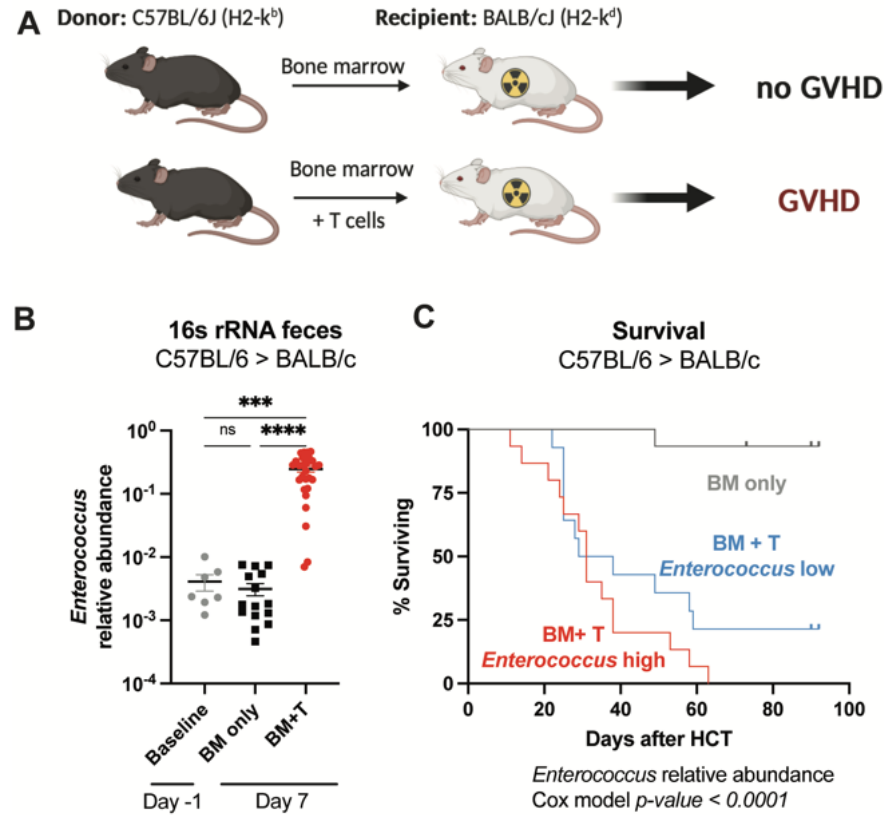 A
Donor: C57BL/6J (H2-kᵇ)
Recipient: BALB/cJ (H2-kᵈ)
Bone marrow
no GVHD
Bone marrow
+ T cells
GVHD
B
16s rRNA feces
C57BL/6 > BALB/c
***
ns
****
10⁰
10⁻¹
10⁻²
10⁻³
10⁻⁴
Enterococcus
relative abundance
Baseline
BM only
BM+T
Day -1
Day 7
C
Survival
C57BL/6 > BALB/c
100
75
50
25
0
% Surviving
BM only
BM + T
Enterococcus low
BM+ T
Enterococcus high
0
20
40
60
80
100
Days after HCT
Enterococcus relative abundance
Cox model p-value < 0.0001